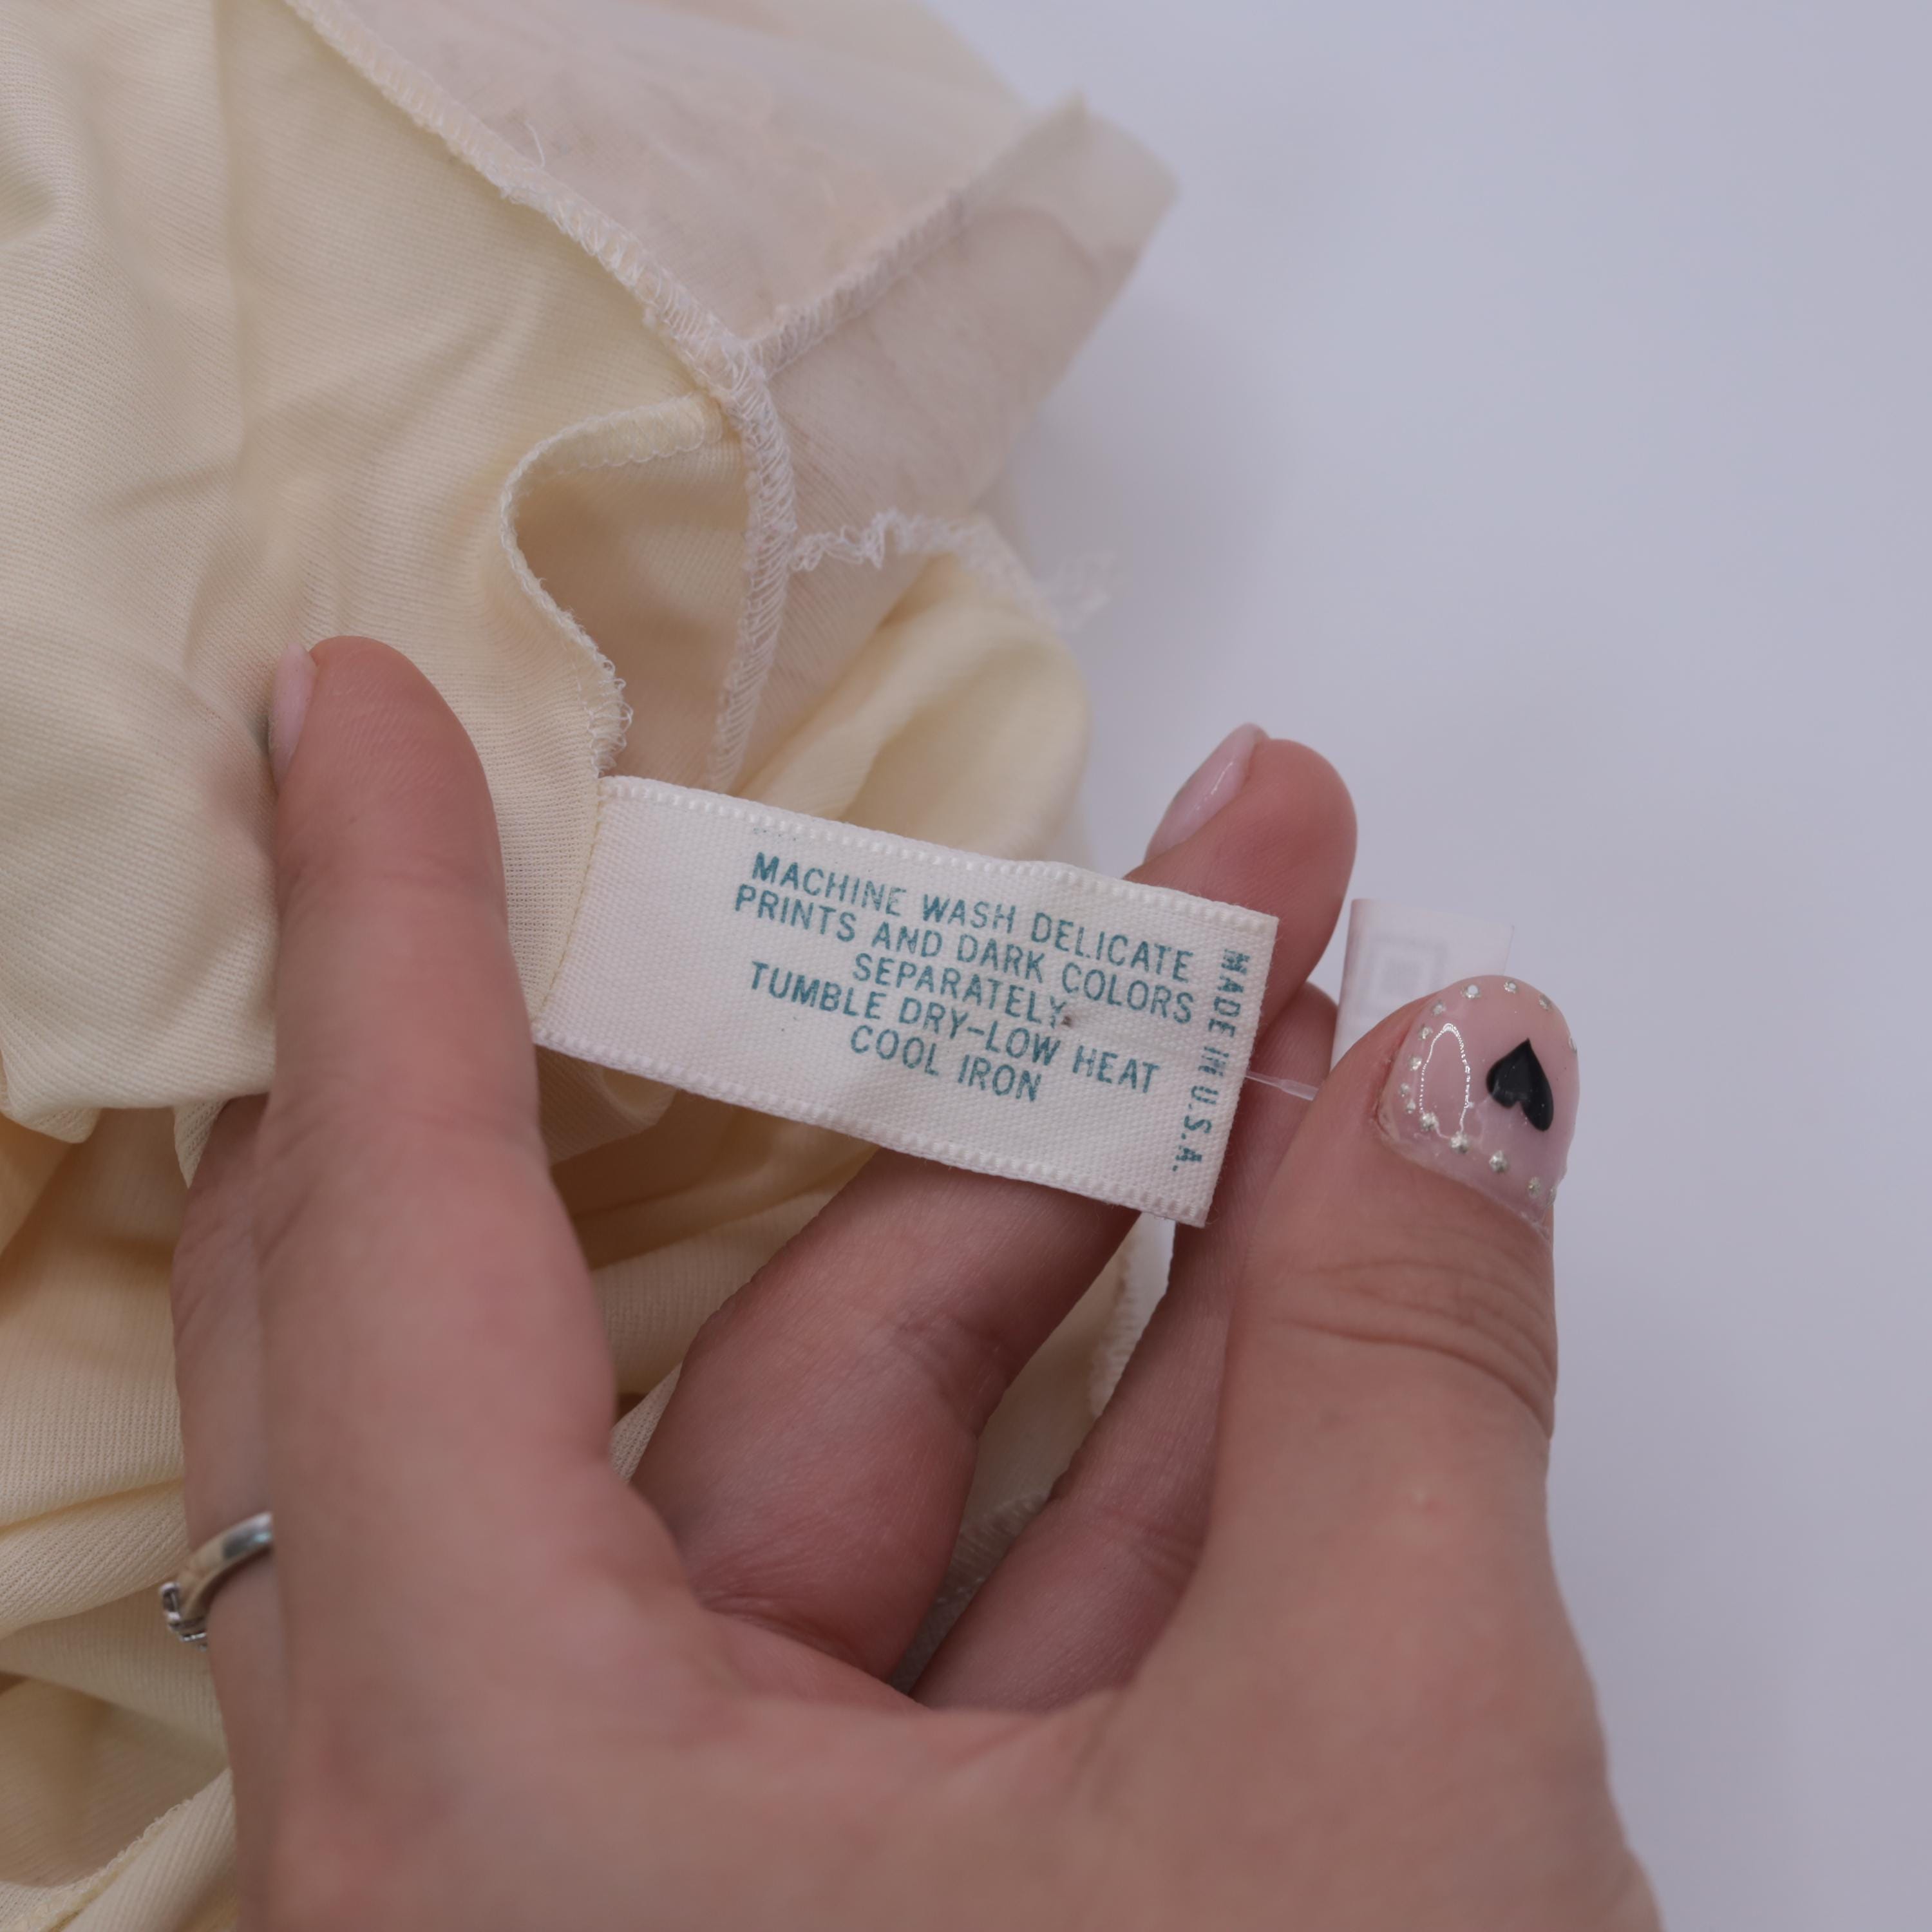 MACHINE WASH DELICATE
PRINTS AND DARK COLORS
SEPARATELY.
TUMBLE DRY-LOW HEAT
COOL IRON
MADE IN U.S.A.